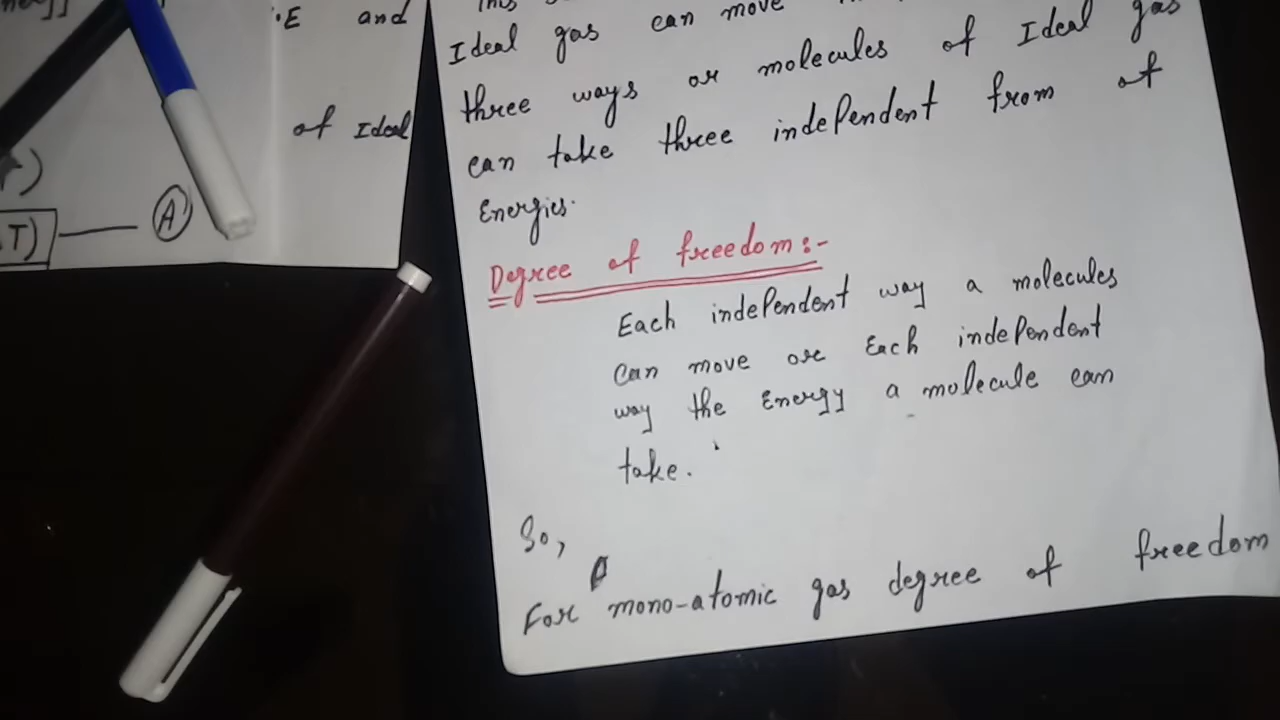 .E and
of Ideal
T)
A
This
Ideal gas can move
three ways or molecules of Ideal gas
can take three independent from of
Energies.
Degree of freedom:-
Each independent way a molecules
can move or Each independent
way the Energy a molecule can
take.
So,
For mono-atomic gas degree of freedom